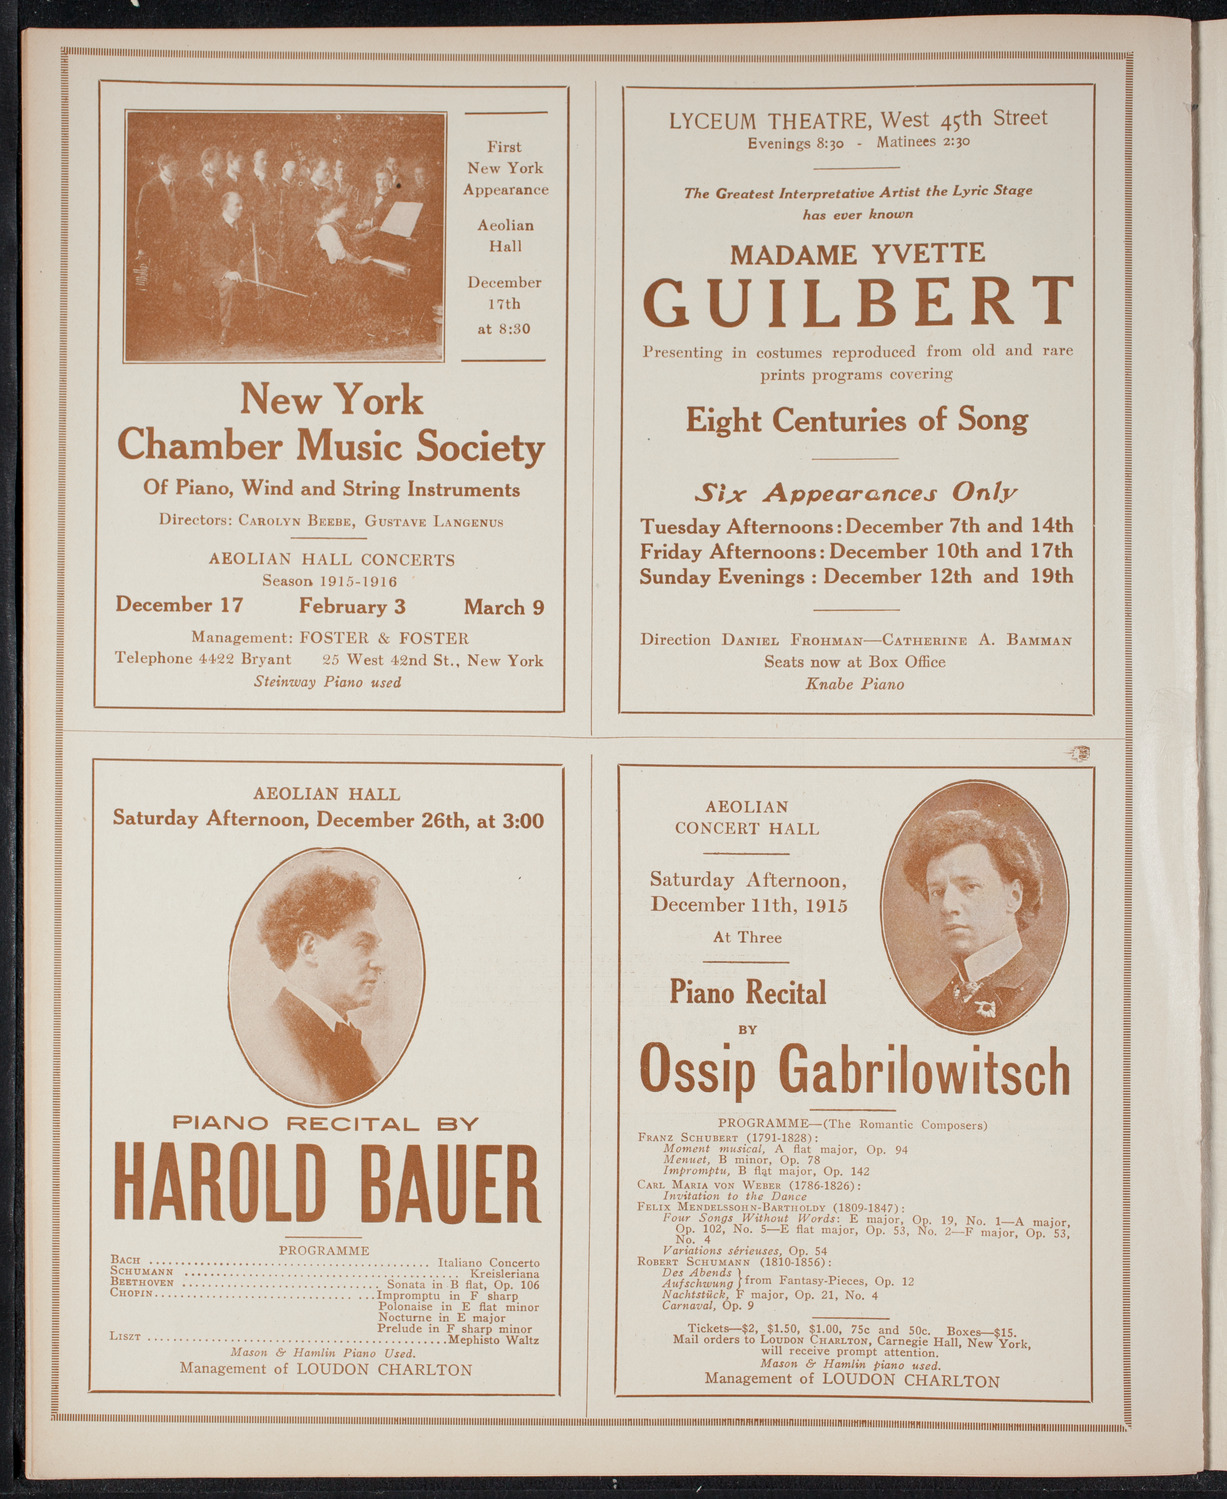 First
New York
Appearance
Aeolian
Hall
December
17th
at 8:30
New York
Chamber Music Society
Of Piano, Wind and String Instruments
Directors: Carolyn Beebe, Gustave Langenus
AEOLIAN HALL CONCERTS
Season 1915-1916
December 17 February 3 March 9
Management: FOSTER & FOSTER
Telephone 4422 Bryant 25 West 42nd St., New York
Steinway Piano used
LYCEUM THEATRE, West 45th Street
Evenings 8:30 - Matinees 2:30
The Greatest Interpretative Artist the Lyric Stage
has ever known
MADAME YVETTE
GUILBERT
Presenting in costumes reproduced from old and rare
prints programs covering
Eight Centuries of Song
Six Appearances Only
Tuesday Afternoons: December 7th and 14th
Friday Afternoons: December 10th and 17th
Sunday Evenings : December 12th and 19th
Direction Daniel Frohman—Catherine A. Bamman
Seats now at Box Office
Knabe Piano
AEOLIAN HALL
Saturday Afternoon, December 26th, at 3:00
PIANO RECITAL BY
HAROLD BAUER
PROGRAMME
Bach ........................................ Italiano Concerto
Schumann ........................................ Kreisleriana
Beethoven ............................ Sonata in B flat, Op. 106
Chopin................................Impromptu in F sharp
Polonaise in E flat minor
Nocturne in E major
Prelude in F sharp minor
Liszt ...........................................Mephisto Waltz
Mason & Hamlin Piano Used.
Management of LOUDON CHARLTON
AEOLIAN
CONCERT HALL
Saturday Afternoon,
December 11th, 1915
At Three
Piano Recital
BY
Ossip Gabrilowitsch
PROGRAMME—(The Romantic Composers)
Franz Schubert (1791-1828):
Moment musical, A flat major, Op. 94
Menuet, B minor, Op. 78
Impromptu, B flat major, Op. 142
Carl Maria von Weber (1786-1826):
Invitation to the Dance
Felix Mendelssohn-Bartholdy (1809-1847):
Four Songs Without Words: E major, Op. 19, No. 1—A major,
Op. 102, No. 5—E flat major, Op. 53, No. 2—F major, Op. 53,
No. 4
Variations sérieuses, Op. 54
Robert Schumann (1810-1856):
Des Abends
Aufschwung } from Fantasy-Pieces, Op. 12
Nachtstück, F major, Op. 21, No. 4
Carnaval, Op. 9
Tickets—$2, $1.50, $1.00, 75c and 50c. Boxes—$15.
Mail orders to Loudon Charlton, Carnegie Hall, New York,
will receive prompt attention.
Mason & Hamlin piano used.
Management of LOUDON CHARLTON